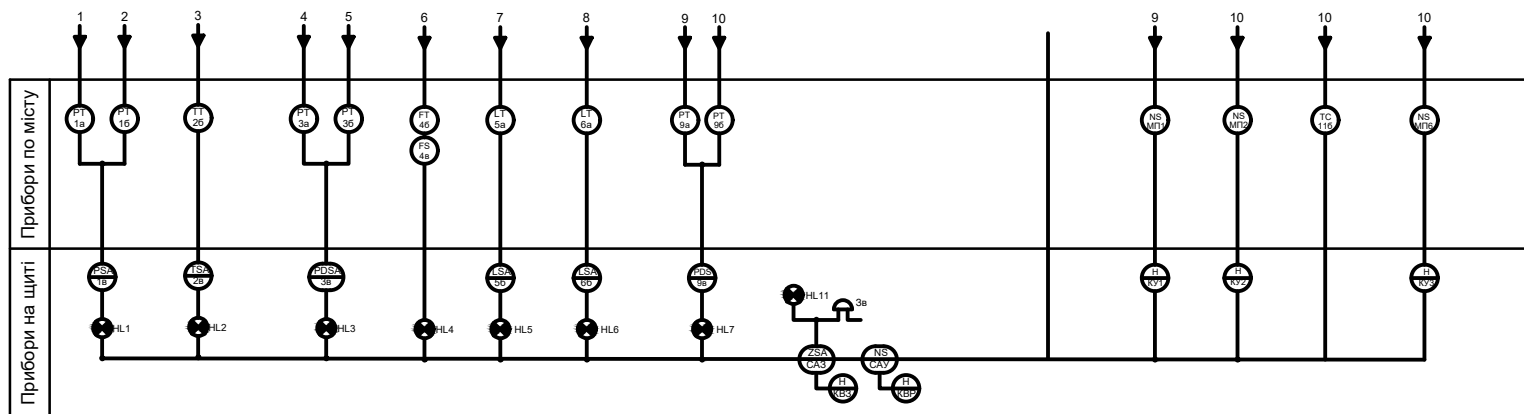 1 2 3 4 5 6 7 8 9 10 9 10 10 10
Прибори по місту
PT 1а
PT 1б
TT 2б
PT 3а
PT 3б
FT 4б
FS 4в
LT 5а
LT 6а
PT 9а
PT 9б
NS МП1
NS МП2
TC 11б
NS МП6
Прибори на щиті
PSA 1в
TSA 2в
PDSA 3в
LSA 5б
LSA 6б
PDS 9в
H КУ1
H КУ2
H КУ3
HL11
Зв
HL1
HL2
HL3
HL4
HL5
HL6
HL7
ZSA САЗ
NS САУ
H КВЗ
H КВР